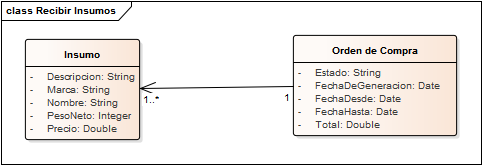 class Recibir Insumos
Insumo
- Descripcion: String
- Marca: String
- Nombre: String
- PesoNeto: Integer
- Precio: Double
1..*
1
Orden de Compra
- Estado: String
- FechaDeGeneracion: Date
- FechaDesde: Date
- FechaHasta: Date
- Total: Double